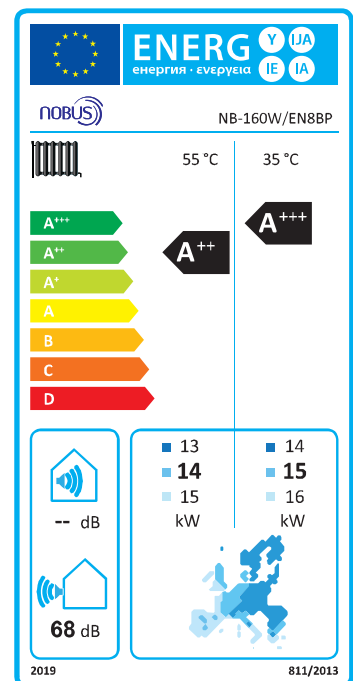 ENERG Y IJA
енергия · ενεργεια IE IA
NOBUS NB-160W/EN8BP
55 °C 35 °C
A+++
A++
A+
A
B
C
D
A++
A+++
-- dB
68 dB
13
14
15
kW
14
15
16
kW
2019 811/2013